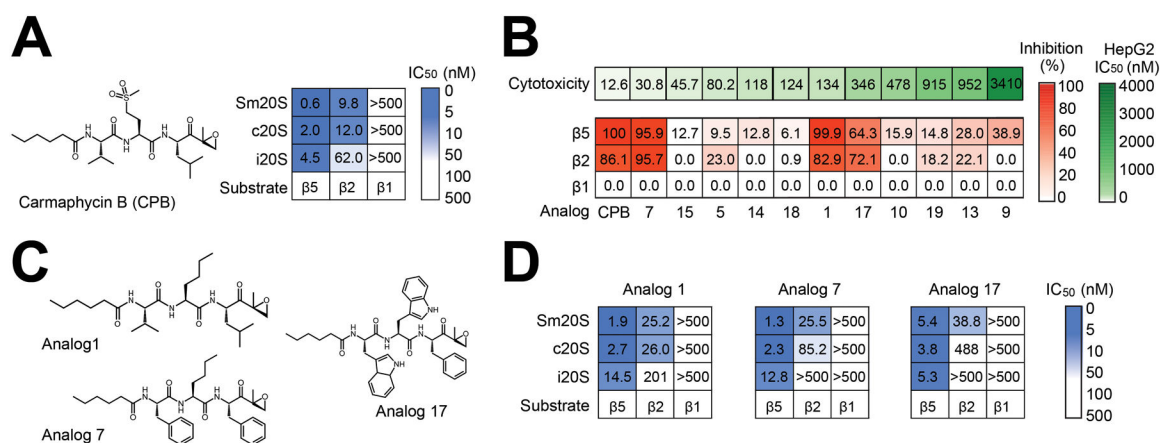 A
IC50 (nM)
Sm20S 0.6 9.8 >500
c20S 2.0 12.0 >500
i20S 4.5 62.0 >500
Substrate β5 β2 β1
0
5
10
50
100
500
O O
S
O
N
H
O
H
N
O
N
H
O
O
Carmaphycin B (CPB)
B
Inhibition (%)
HepG2 IC50 (nM)
Cytotoxicity 12.6 30.8 45.7 80.2 118 124 134 346 478 915 952 3410
β5 100 95.9 12.7 9.5 12.8 6.1 99.9 64.3 15.9 14.8 28.0 38.9
β2 86.1 95.7 0.0 23.0 0.0 0.9 82.9 72.1 0.0 18.2 22.1 0.0
β1 0.0 0.0 0.0 0.0 0.0 0.0 0.0 0.0 0.0 0.0 0.0 0.0
Analog CPB 7 15 5 14 18 1 17 10 19 13 9
100
80
60
40
20
0
4000
3000
2000
1000
0
C
Analog1
Analog 7
Analog 17
D
Analog 1 Analog 7 Analog 17
IC50 (nM)
Sm20S 1.9 25.2 >500 1.3 25.5 >500 5.4 38.8 >500
c20S 2.7 26.0 >500 2.3 85.2 >500 3.8 488 >500
i20S 14.5 201 >500 12.8 >500 >500 5.3 >500 >500
Substrate β5 β2 β1 β5 β2 β1 β5 β2 β1
0
5
10
50
100
500